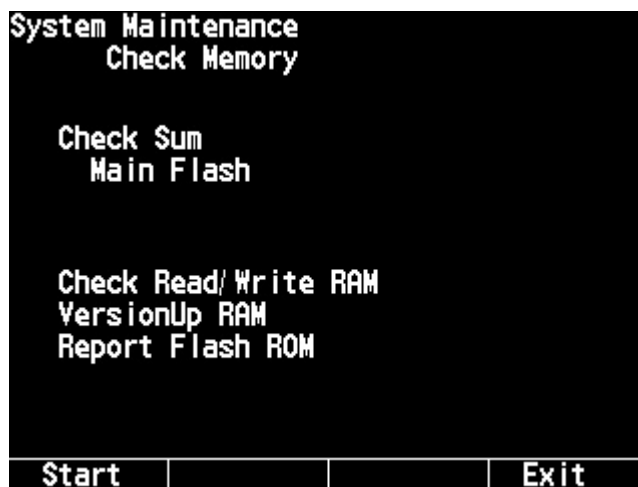 System Maintenance
Check Memory
Check Sum
Main Flash
Check Read/Write RAM
VersionUp RAM
Report Flash ROM
Start Exit